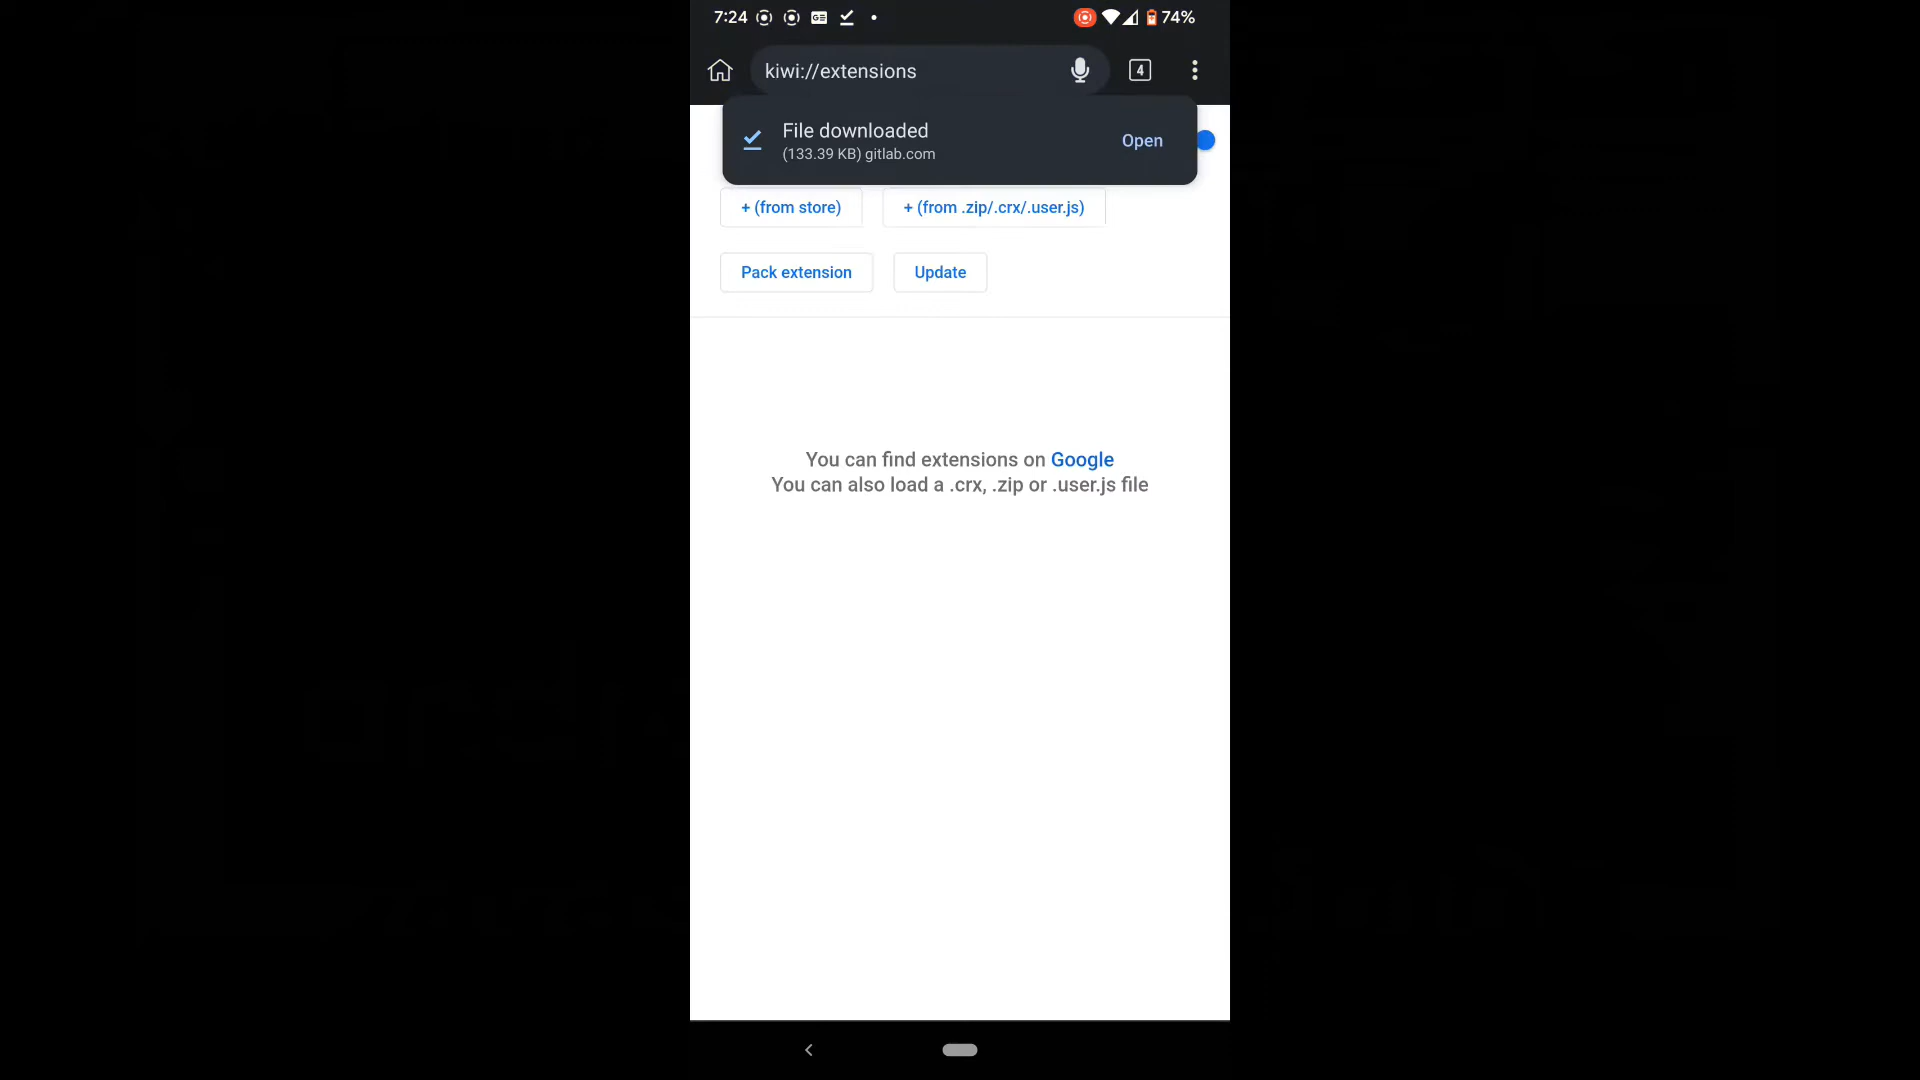 7:24
74%
kiwi://extensions
4
File downloaded
(133.39 KB) gitlab.com
Open
+ (from store)
+ (from .zip/.crx/.user.js)
Pack extension
Update
You can find extensions on Google
You can also load a .crx, .zip or .user.js file